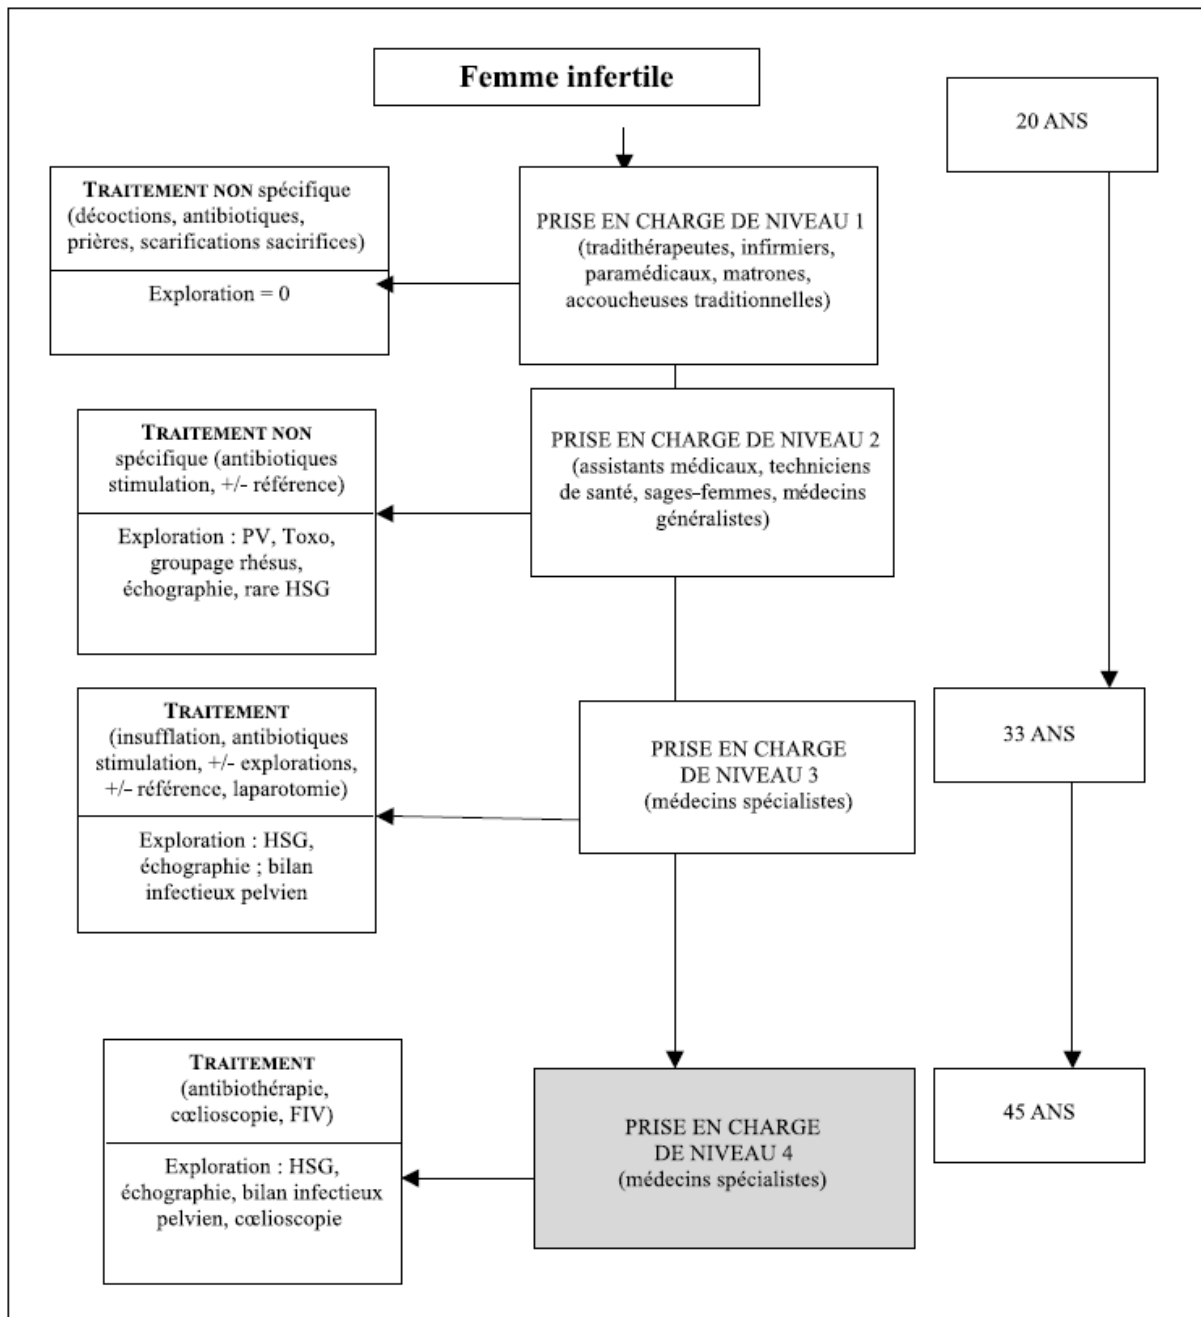 Femme infertile
20 ANS
TRAITEMENT NON spécifique
(décoctions, antibiotiques,
prières, scarifications sacirifices)
Exploration = 0
PRISE EN CHARGE DE NIVEAU 1
(tradithérapeutes, infirmiers,
paramédicaux, matrones,
accoucheuses traditionnelles)
TRAITEMENT NON
spécifique (antibiotiques
stimulation, +/- référence)
Exploration : PV, Toxo,
groupage rhésus,
échographie, rare HSG
PRISE EN CHARGE DE NIVEAU 2
(assistants médicaux, techniciens
de santé, sages-femmes, médecins
généralistes)
TRAITEMENT
(insufflation, antibiotiques
stimulation, +/- explorations,
+/- référence, laparotomie)
Exploration : HSG,
échographie ; bilan
infectieux pelvien
PRISE EN CHARGE
DE NIVEAU 3
(médecins spécialistes)
33 ANS
TRAITEMENT
(antibiothérapie,
cœlioscopie, FIV)
Exploration : HSG,
échographie, bilan infectieux
pelvien, cœlioscopie
PRISE EN CHARGE
DE NIVEAU 4
(médecins spécialistes)
45 ANS